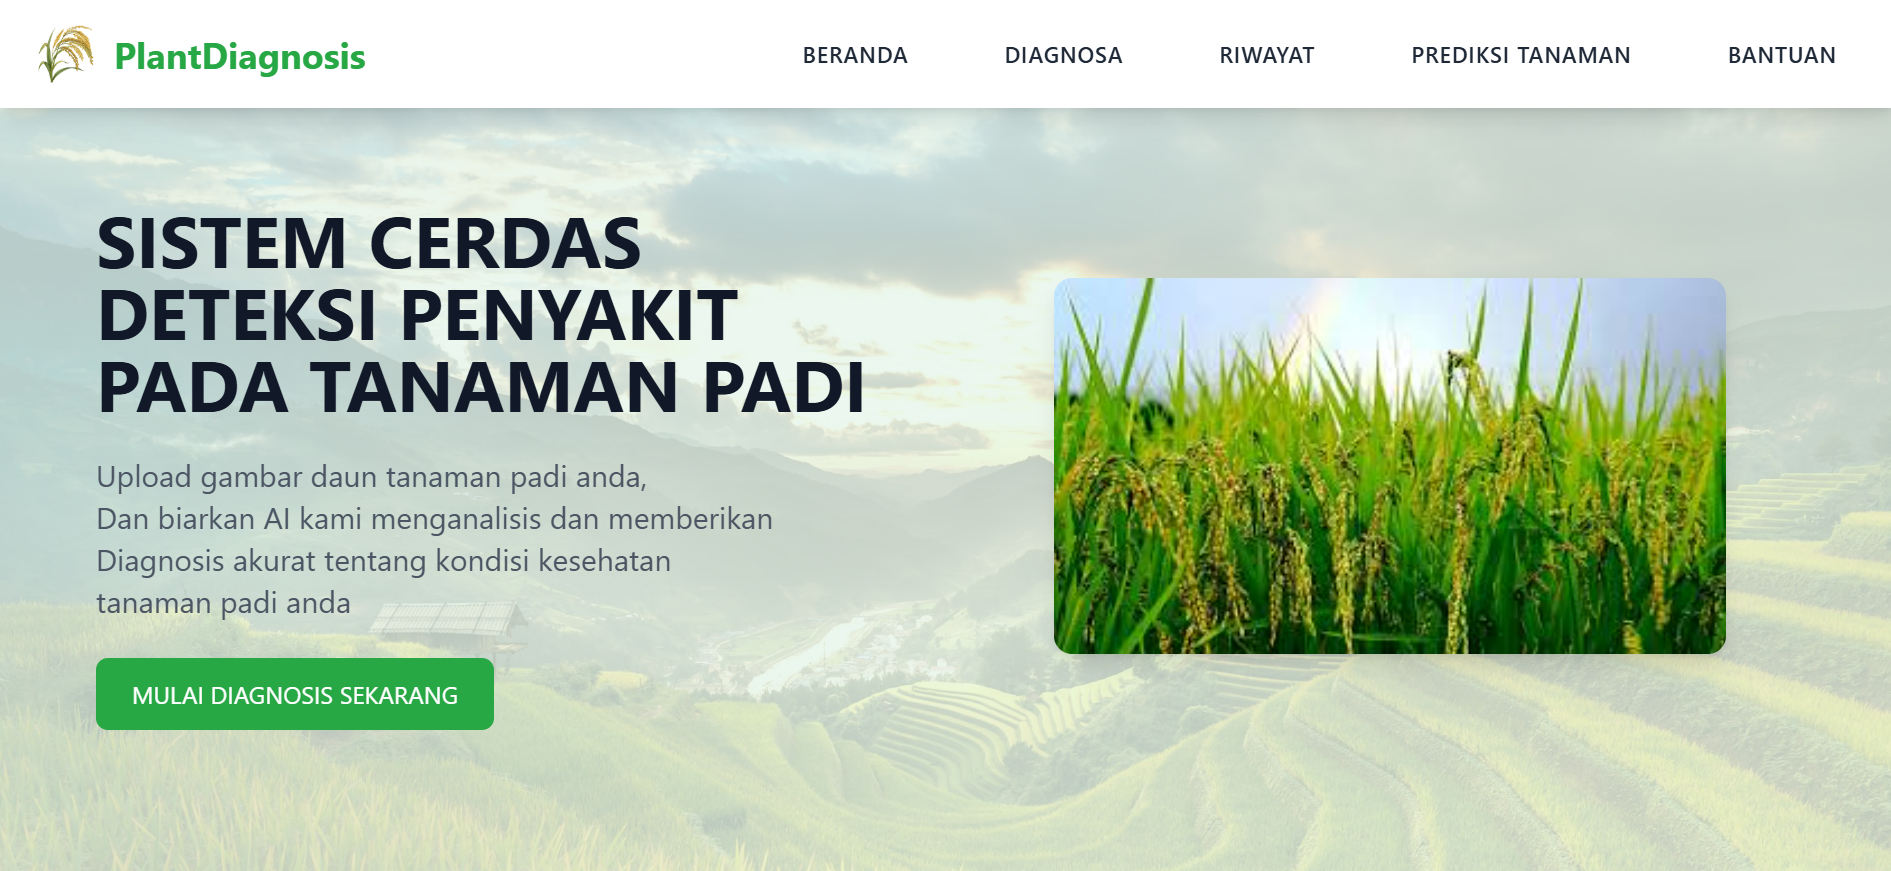 PlantDiagnosis
BERANDA
DIAGNOSA
RIWAYAT
PREDIKSI TANAMAN
BANTUAN
SISTEM CERDAS
DETEKSI PENYAKIT
PADA TANAMAN PADI
Upload gambar daun tanaman padi anda,
Dan biarkan AI kami menganalisis dan memberikan
Diagnosis akurat tentang kondisi kesehatan
tanaman padi anda
MULAI DIAGNOSIS SEKARANG